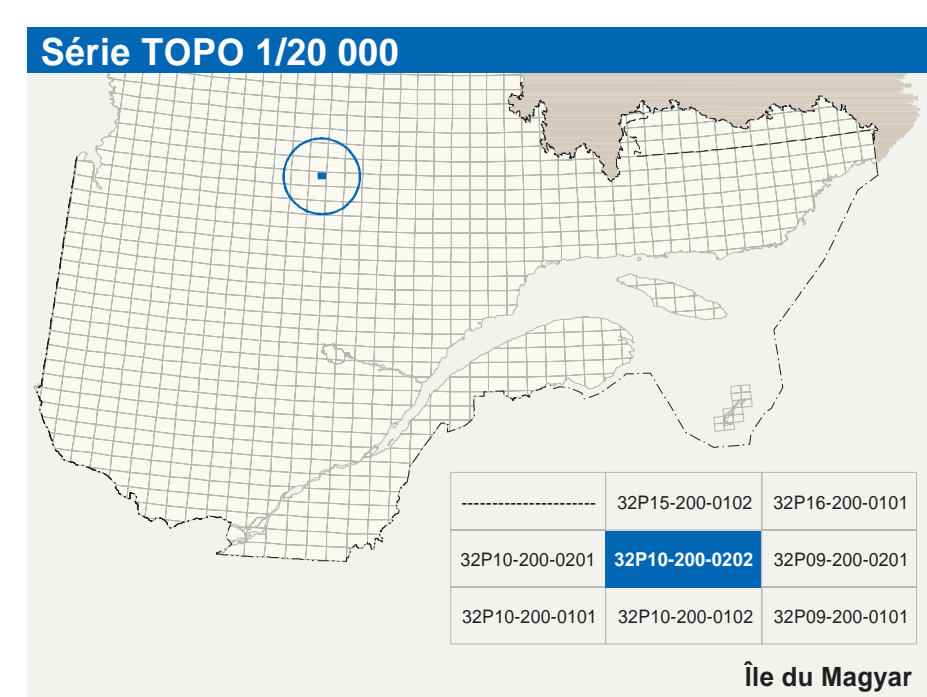 Série TOPO 1/20 000
---------------------- 32P15-200-0102 32P16-200-0101
32P10-200-0201 32P10-200-0202 32P09-200-0201
32P10-200-0101 32P10-200-0102 32P09-200-0101
Île du Magyar